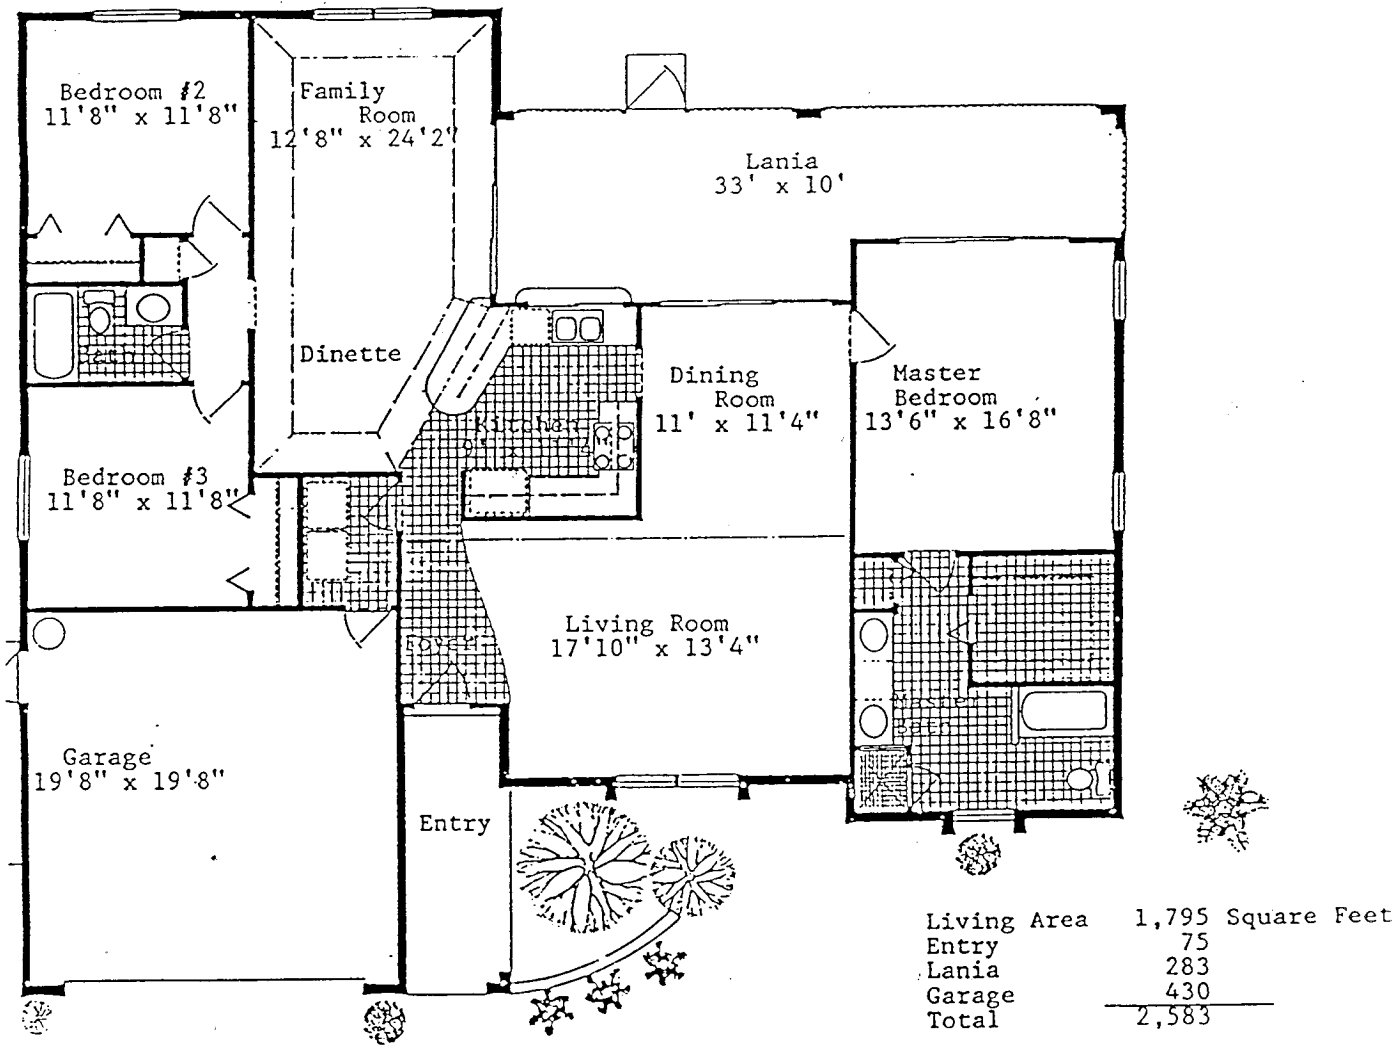 Bedroom #2
11'8" x 11'8"
Family
Room
12'8" x 24'2"
Lania
33' x 10'
Dinette
Bath
Kitchen
Dining
Room
11' x 11'4"
Master
Bedroom
13'6" x 16'8"
Bedroom #3
11'8" x 11'8"
Living Room
17'10" x 13'4"
Foyer
Master
Bath
Garage
19'8" x 19'8"
Entry
Living Area 1,795 Square Feet
Entry 75
Lania 283
Garage 430
Total 2,583